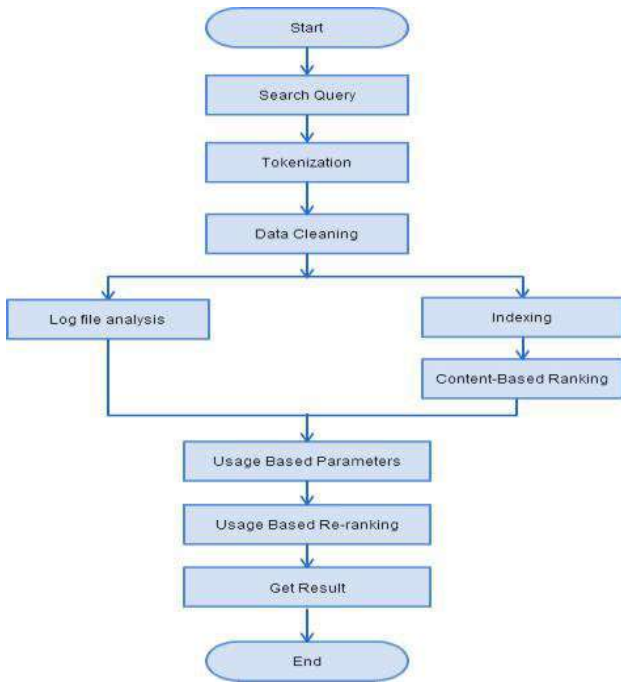 Start
Search Query
Tokenization
Data Cleaning
Log file analysis
Indexing
Content-Based Ranking
Usage Based Parameters
Usage Based Re-ranking
Get Result
End